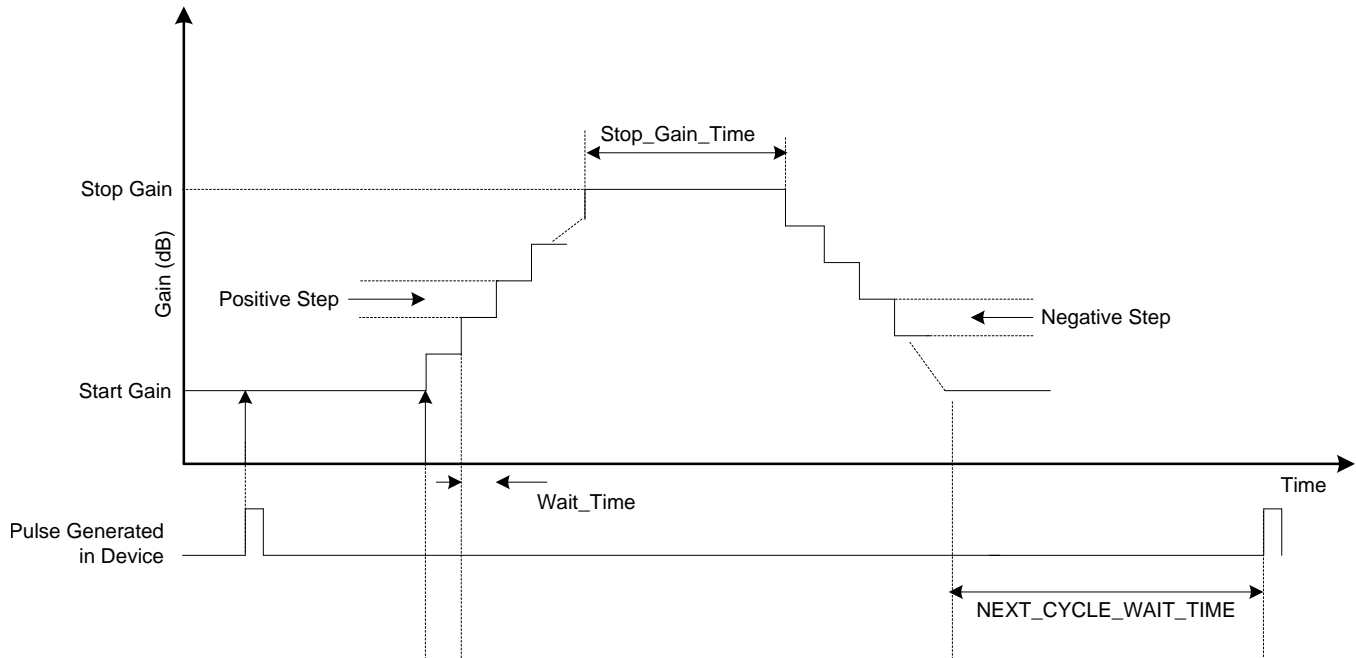 Stop_Gain_Time
Stop Gain
Gain (dB)
Positive Step
Negative Step
Start Gain
Time
Wait_Time
Pulse Generated
in Device
NEXT_CYCLE_WAIT_TIME